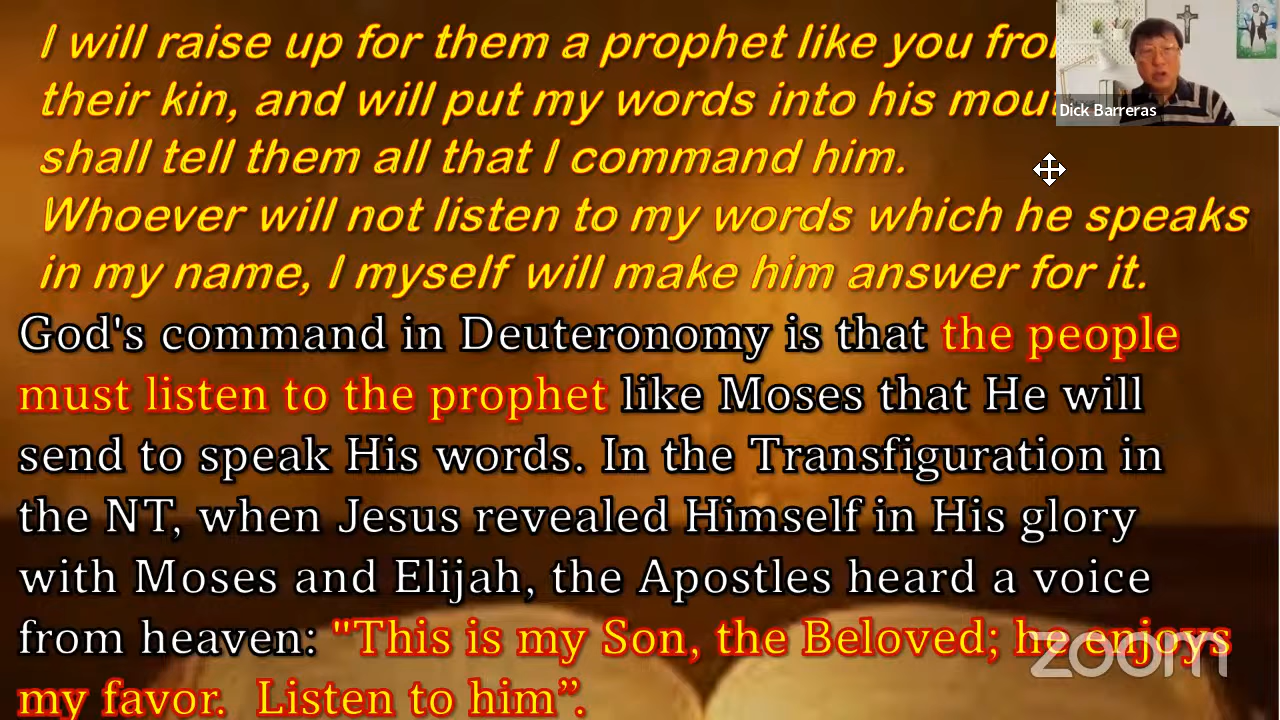 I will raise up for them a prophet like you
their kin, and will put my words into his
shall tell them all that I command him.
Whoever will not listen to my words which he speaks
in my name, I myself will make him answer for it.
God's command in Deuteronomy is that the people
must listen to the prophet like Moses that He will
send to speak His words. In the Transfiguration in
the NT, when Jesus revealed Himself in His glory
with Moses and Elijah, the Apostles heard a voice
from heaven: "This is my Son, the Beloved; he enjoys
my favor. Listen to him”.
Dick Barreras
zoom